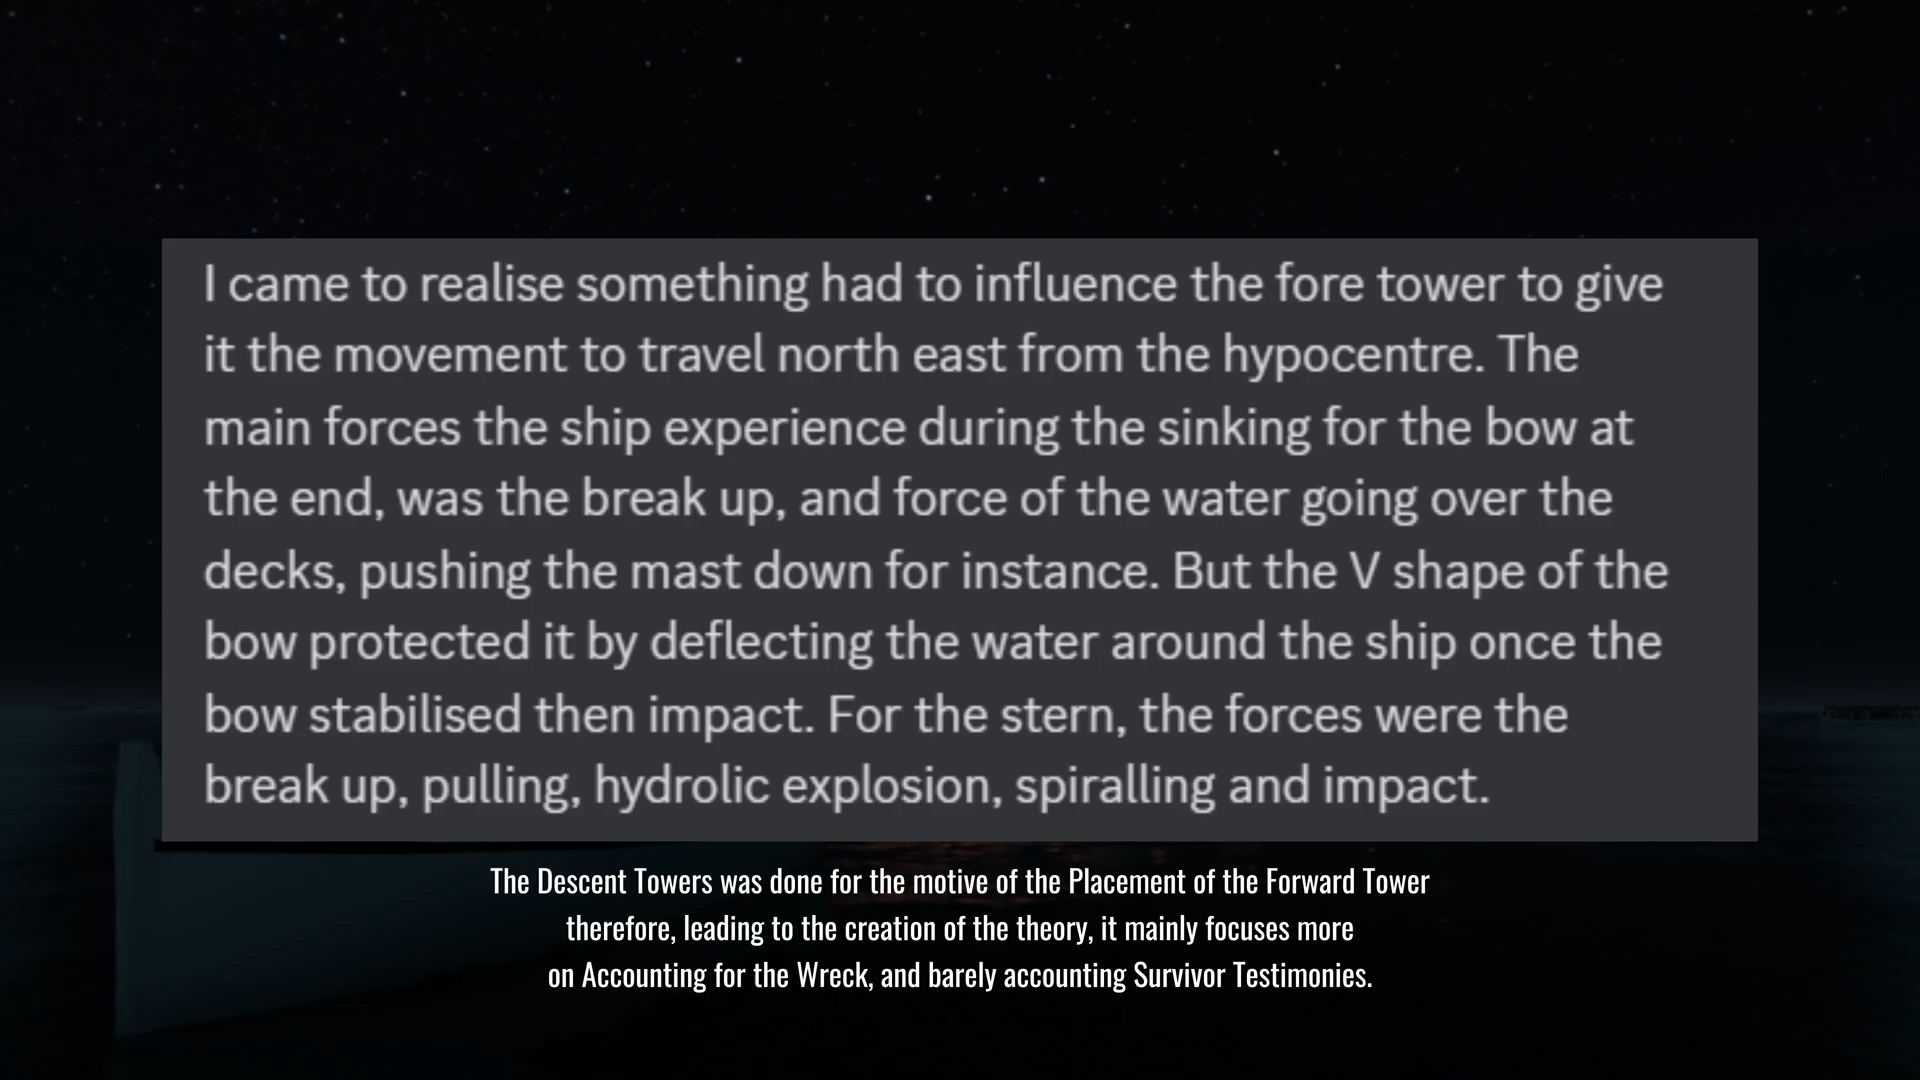 I came to realise something had to influence the fore tower to give
it the movement to travel north east from the hypocentre. The
main forces the ship experience during the sinking for the bow at
the end, was the break up, and force of the water going over the
decks, pushing the mast down for instance. But the V shape of the
bow protected it by deflecting the water around the ship once the
bow stabilised then impact. For the stern, the forces were the
break up, pulling, hydrolic explosion, spiralling and impact.
The Descent Towers was done for the motive of the Placement of the Forward Tower
therefore, leading to the creation of the theory, it mainly focuses more
on Accounting for the Wreck, and barely accounting Survivor Testimonies.